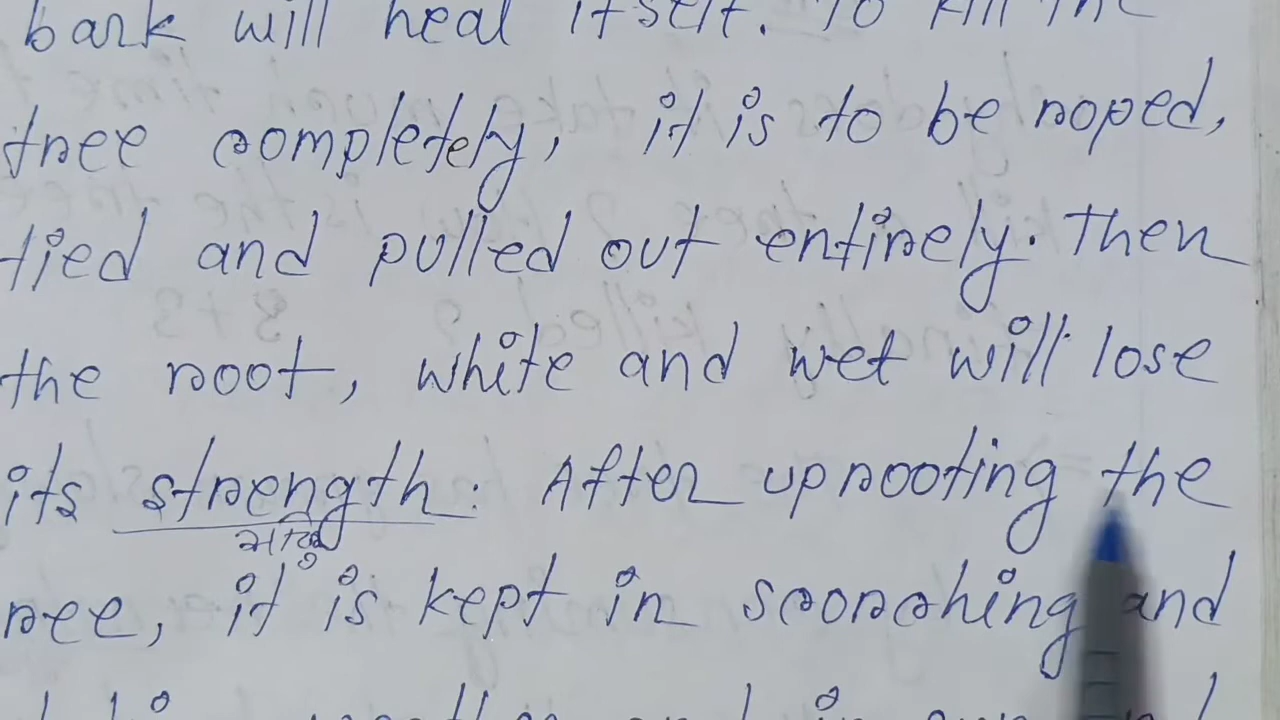 bark will heal itself. To kill the
tree completely, it is to be roped,
tied and pulled out entirely. Then
the root, white and wet will lose
its strength. After uprooting the
ree, it is kept in scorching and